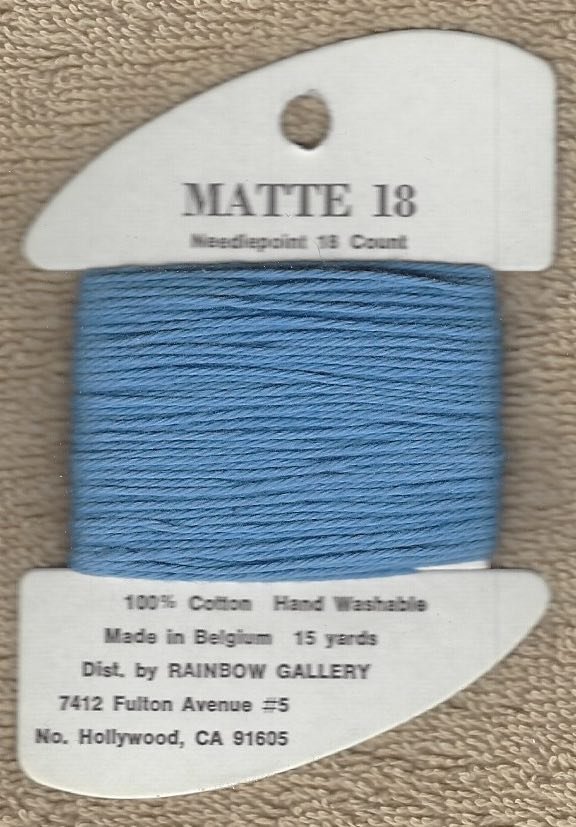 MATTE 18
Needlepoint 18 Count
100% Cotton Hand Washable
Made in Belgium 15 yards
Dist. by RAINBOW GALLERY
7412 Fulton Avenue #5
No. Hollywood, CA 91605